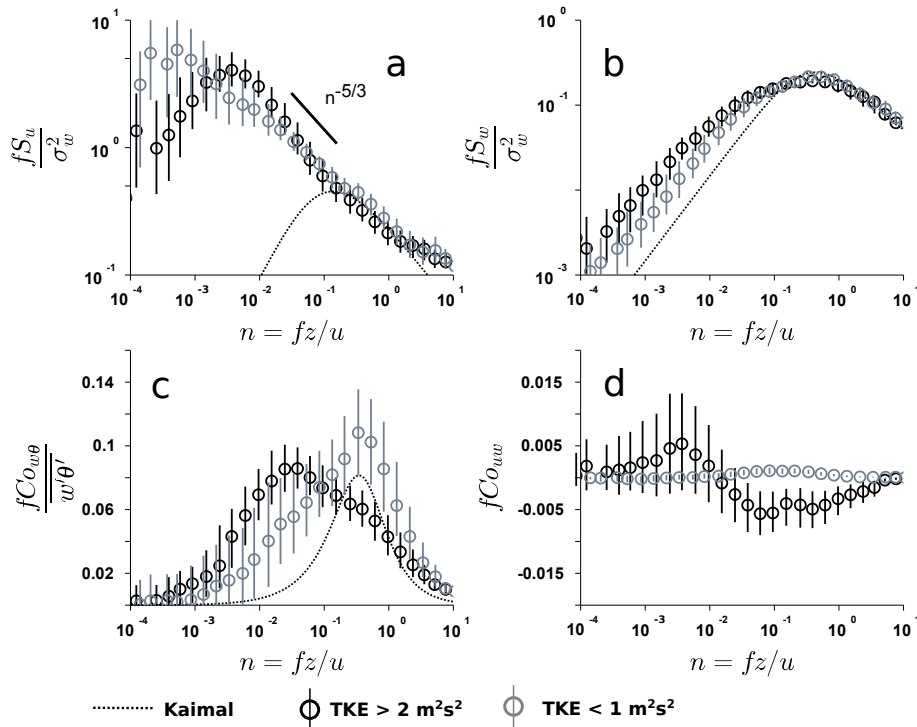 a
10¹
10⁰
10⁻¹
fS_u / σ²_w
n⁻⁵/³
10⁻⁴ 10⁻³ 10⁻² 10⁻¹ 10⁰ 10¹
n = fz/u
b
10⁰
10⁻¹
10⁻³
fS_w / σ²_w
10⁻⁴ 10⁻³ 10⁻² 10⁻¹ 10⁰ 10¹
n = fz/u
c
0.14
0.1
0.06
0.02
fCo_wθ / w′θ′
10⁻⁴ 10⁻³ 10⁻² 10⁻¹ 10⁰ 10¹
n = fz/u
d
0.015
0.005
-0.005
-0.015
fCo_uw
10⁻⁴ 10⁻³ 10⁻² 10⁻¹ 10⁰ 10¹
n = fz/u
Kaimal
TKE > 2 m²s²
TKE < 1 m²s²